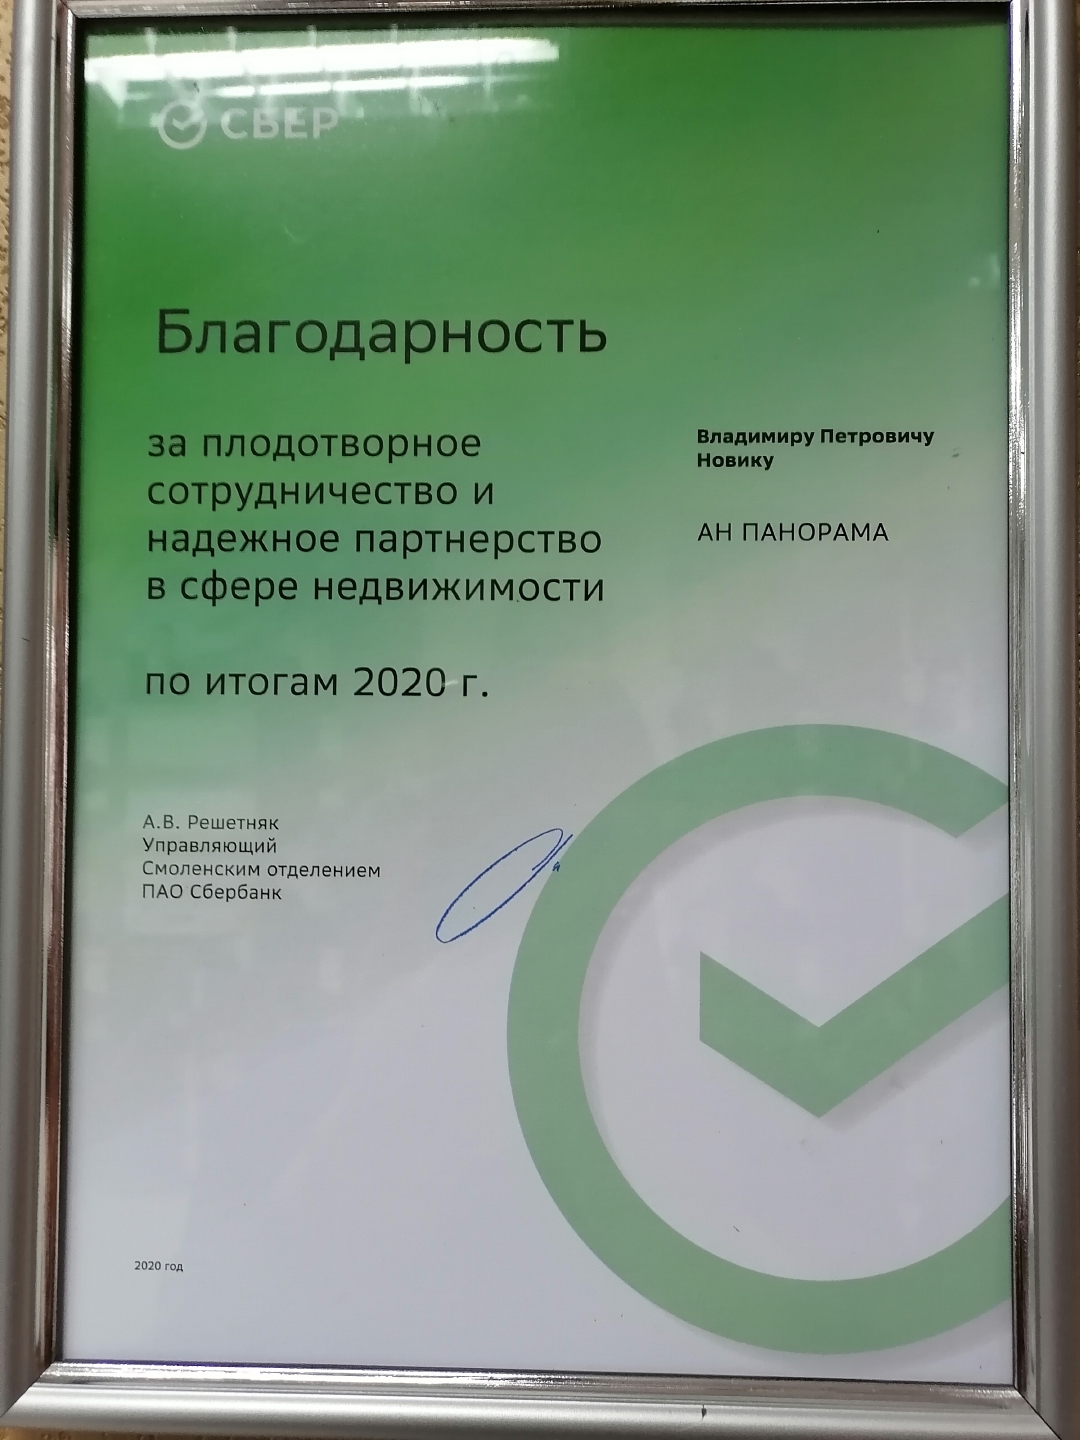 СБЕР
Благодарность
за плодотворное
сотрудничество и
надежное партнерство
в сфере недвижимости
по итогам 2020 г.
Владимиру Петровичу
Новику
АН ПАНОРАМА
А.В. Решетняк
Управляющий
Смоленским отделением
ПАО Сбербанк
2020 год